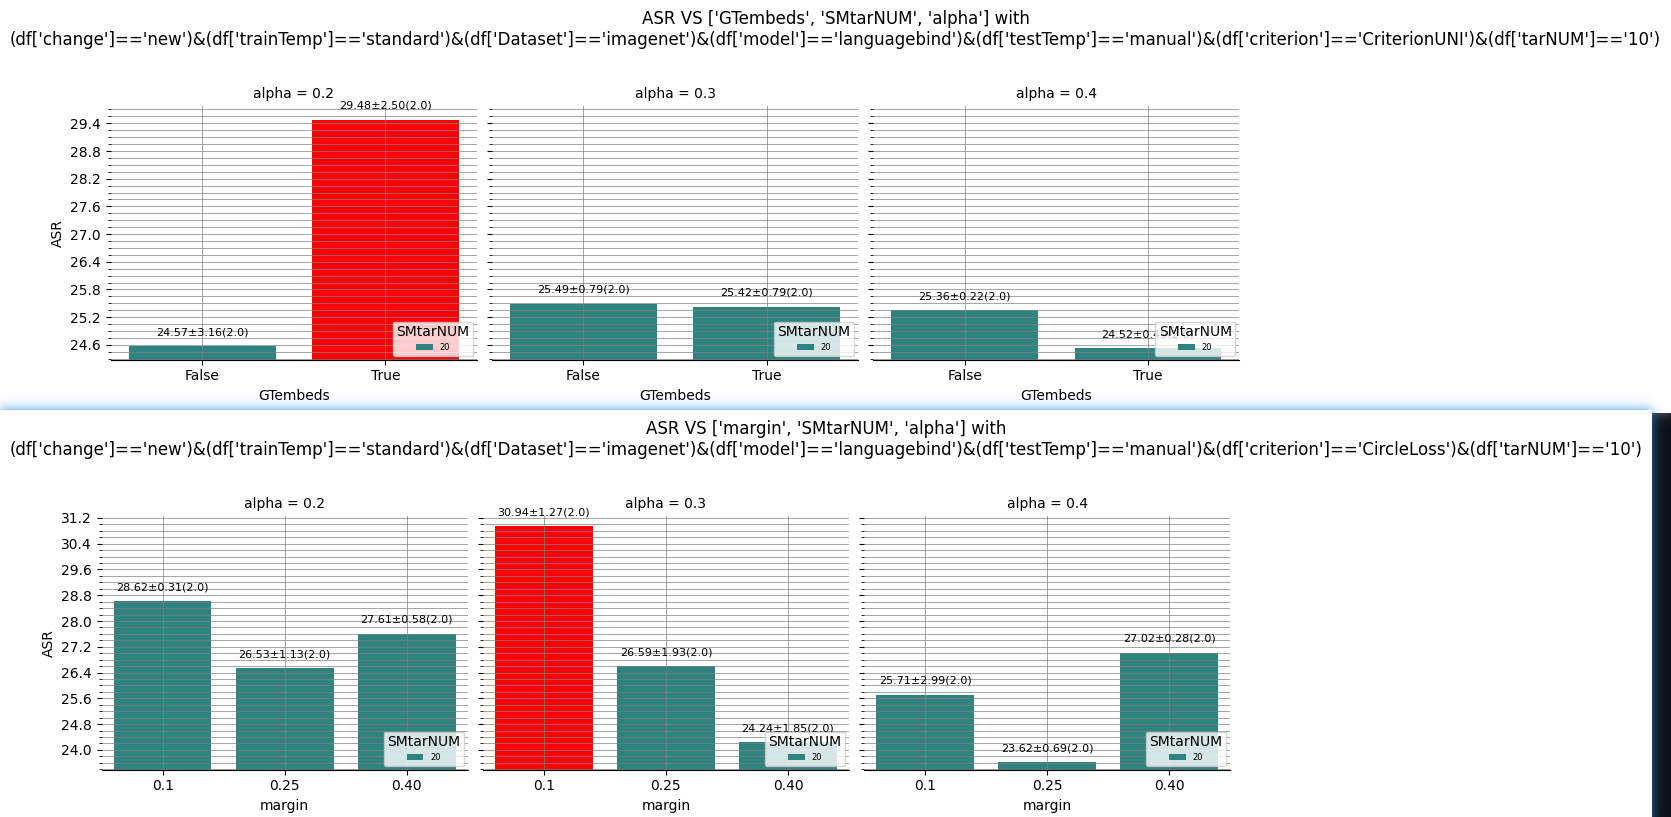 ASR VS ['GTembeds', 'SMtarNUM', 'alpha'] with
(df['change']=='new')&(df['trainTemp']=='standard')&(df['Dataset']=='imagenet')&(df['model']=='languagebind')&(df['testTemp']=='manual')&(df['criterion']=='CriterionUNI')&(df['tarNUM']=='10')
alpha = 0.2
alpha = 0.3
alpha = 0.4
ASR
29.4
28.8
28.2
27.6
27.0
26.4
25.8
25.2
24.6
24.57±3.16(2.0)
29.48±2.50(2.0)
SMtarNUM
20
False
True
GTembeds
25.49±0.79(2.0)
25.42±0.79(2.0)
SMtarNUM
20
False
True
GTembeds
25.36±0.22(2.0)
24.52±0.
SMtarNUM
20
False
True
GTembeds
ASR VS ['margin', 'SMtarNUM', 'alpha'] with
(df['change']=='new')&(df['trainTemp']=='standard')&(df['Dataset']=='imagenet')&(df['model']=='languagebind')&(df['testTemp']=='manual')&(df['criterion']=='CircleLoss')&(df['tarNUM']=='10')
alpha = 0.2
alpha = 0.3
alpha = 0.4
ASR
31.2
30.4
29.6
28.8
28.0
27.2
26.4
25.6
24.8
24.0
28.62±0.31(2.0)
26.53±1.13(2.0)
27.61±0.58(2.0)
SMtarNUM
20
0.1
0.25
0.40
margin
30.94±1.27(2.0)
26.59±1.93(2.0)
24.24±1.85(2.0)
SMtarNUM
20
0.1
0.25
0.40
margin
25.71±2.99(2.0)
23.62±0.69(2.0)
27.02±0.28(2.0)
SMtarNUM
20
0.1
0.25
0.40
margin